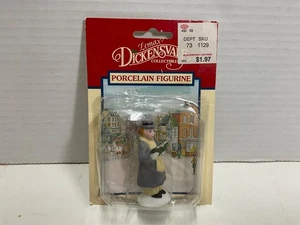 Lemax
DICKENSVALE
COLLECTIBLES
PORCELAIN FIGURINE
DEPT SKU
73 1129
$1.97